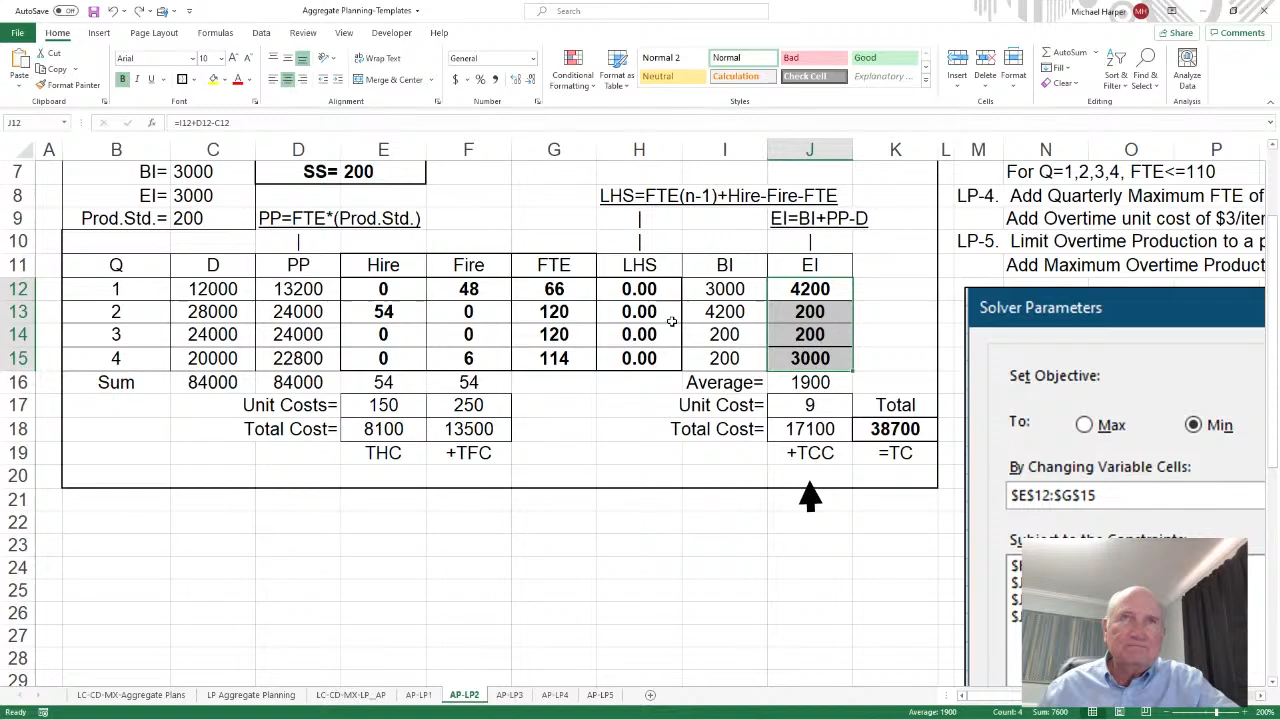 AutoSave Off Aggregate Planning-Templates Search Michael Harper MH
File Home Insert Page Layout Formulas Data Review View Developer Help Share Comments
Paste Cut Copy Format Painter Clipboard
Arial 10 A A B I U A Font
ab Merge & Center Alignment
General $ % , Number
Conditional Formatting Format as Table
Normal 2 Normal Bad Good
Neutral Calculation Check Cell Explanatory ...
Styles
Insert Delete Format Cells
AutoSum Fill Clear Sort & Filter Find & Select Editing
Analyze Data Analysis
J12 fx =I12+D12-C12
A B C D E F G H I J K L M N O P
7 BI= 3000 SS= 200 For Q=1,2,3,4, FTE<=110
8 EI= 3000 LHS=FTE(n-1)+Hire-Fire-FTE LP-4. Add Quarterly Maximum FTE of
9 Prod.Std.= 200 PP=FTE*(Prod.Std.) | EI=BI+PP-D Add Overtime unit cost of $3/iter
10 | | | LP-5. Limit Overtime Production to a p
11 Q D PP Hire Fire FTE LHS BI EI Add Maximum Overtime Product
12 1 12000 13200 0 48 66 0.00 3000 4200
13 2 28000 24000 54 0 120 0.00 4200 200
14 3 24000 24000 0 0 120 0.00 200 200
15 4 20000 22800 0 6 114 0.00 200 3000
16 Sum 84000 84000 54 54 Average= 1900
17 Unit Costs= 150 250 Unit Cost= 9 Total
18 Total Cost= 8100 13500 Total Cost= 17100 38700
19 THC +TFC +TCC =TC
20
21
22
23
24
25
26
27
28
29
Solver Parameters
Set Objective:
To: Max Min
By Changing Variable Cells:
$E$12:$G$15
Subject to the Constraints:
LC-CD-MX-Aggregate Plans LP Aggregate Planning LC-CD-MX-LP_AP AP-LP1 AP-LP2 AP-LP3 AP-LP4 AP-LP5
Ready Average: 1900 Count: 4 Sum: 7600 200%